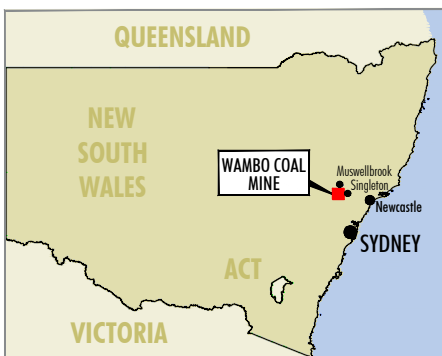 QUEENSLAND
NEW
SOUTH
WALES
WAMBO COAL
MINE
Muswellbrook
Singleton
Newcastle
SYDNEY
ACT
VICTORIA